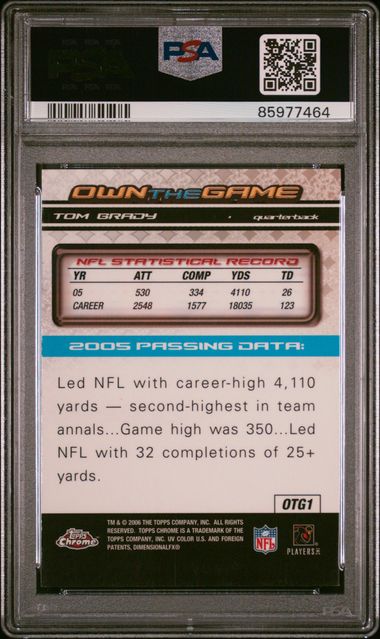 PSA
85977464
OWN THE GAME
TOM BRADY · quarterback
NFL STATISTICAL RECORD
YR ATT COMP YDS TD
05 530 334 4110 26
CAREER 2548 1577 18035 123
2005 PASSING DATA:
Led NFL with career-high 4,110
yards — second-highest in team
annals...Game high was 350...Led
NFL with 32 completions of 25+
yards.
OTG1
TM & © 2006 THE TOPPS COMPANY, INC. ALL RIGHTS
RESERVED. TOPPS CHROME IS A TRADEMARK OF THE
TOPPS COMPANY, INC. UV COLOR U.S. AND FOREIGN
PATENTS, DIMENSIONALFX®
Topps
Chrome
NFL
PLAYERS INC
PSA